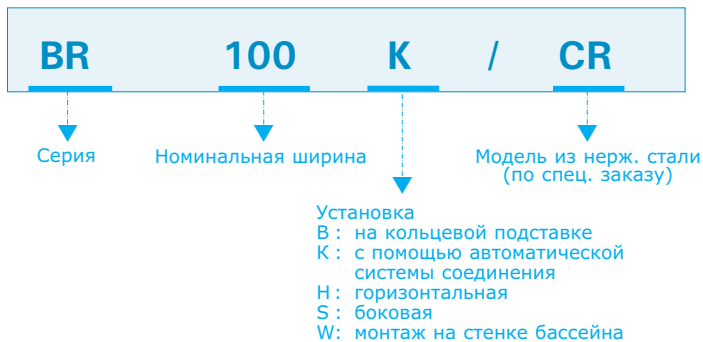 BR 100 K / CR
Серия
Номинальная ширина
Модель из нерж. стали
(по спец. заказу)
Установка
B : на кольцевой подставке
K : с помощью автоматической
системы соединения
H : горизонтальная
S : боковая
W: монтаж на стенке бассейна